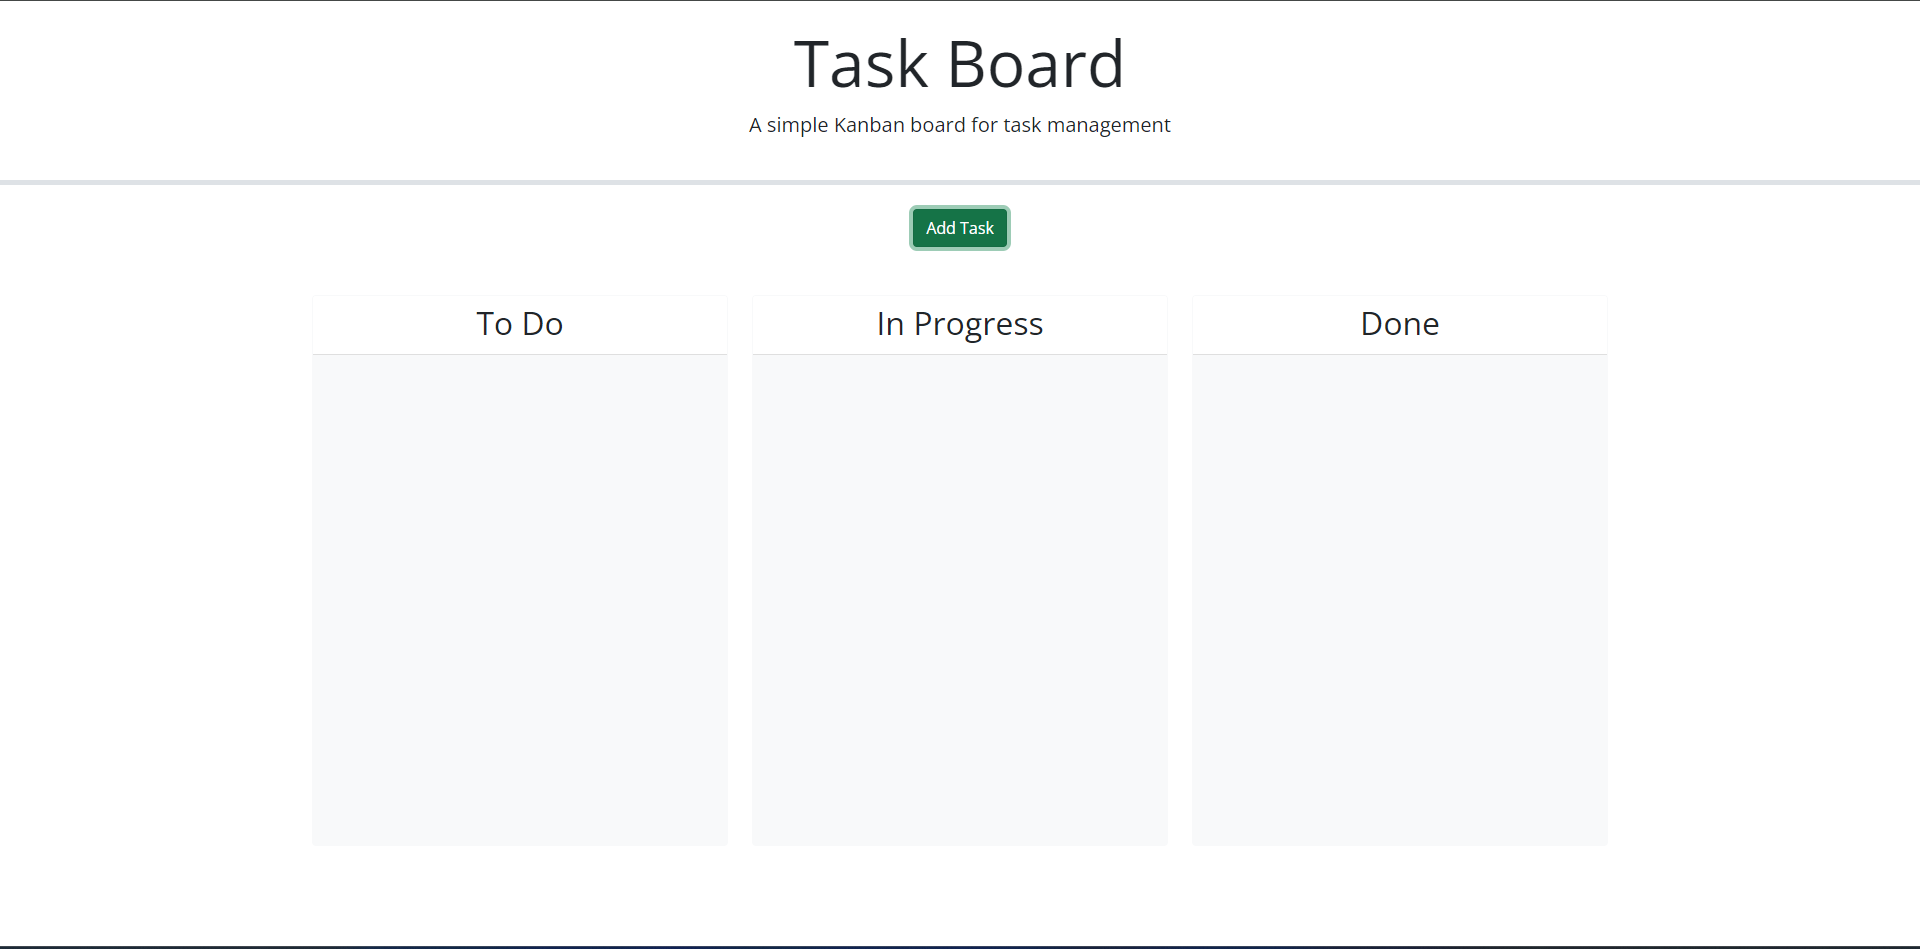 Task Board
A simple Kanban board for task management
Add Task
To Do
In Progress
Done